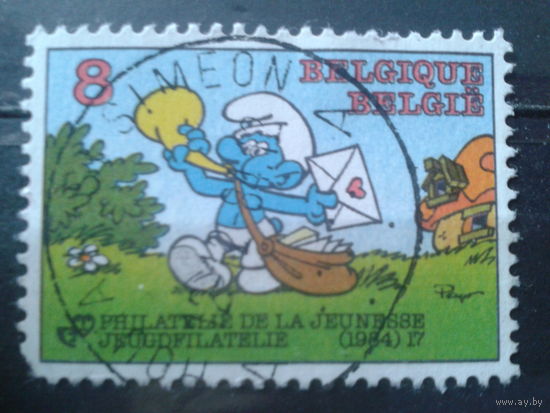 8
BELGIQUE
BELGIË
SIMEON
Peyo
PHILATELIE DE LA JEUNESSE
JEUGDFILATELIE (1984) 17
www.ay.by